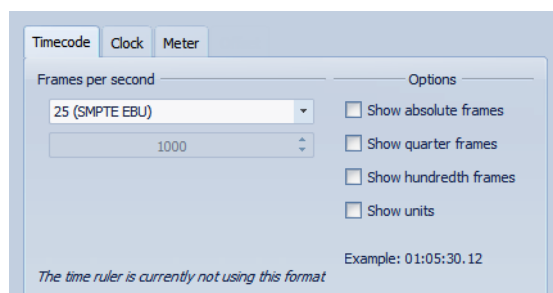 Timecode Clock Meter
Frames per second Options
25 (SMPTE EBU) Show absolute frames
1000 Show quarter frames
Show hundredth frames
Show units
Example: 01:05:30.12
The time ruler is currently not using this format